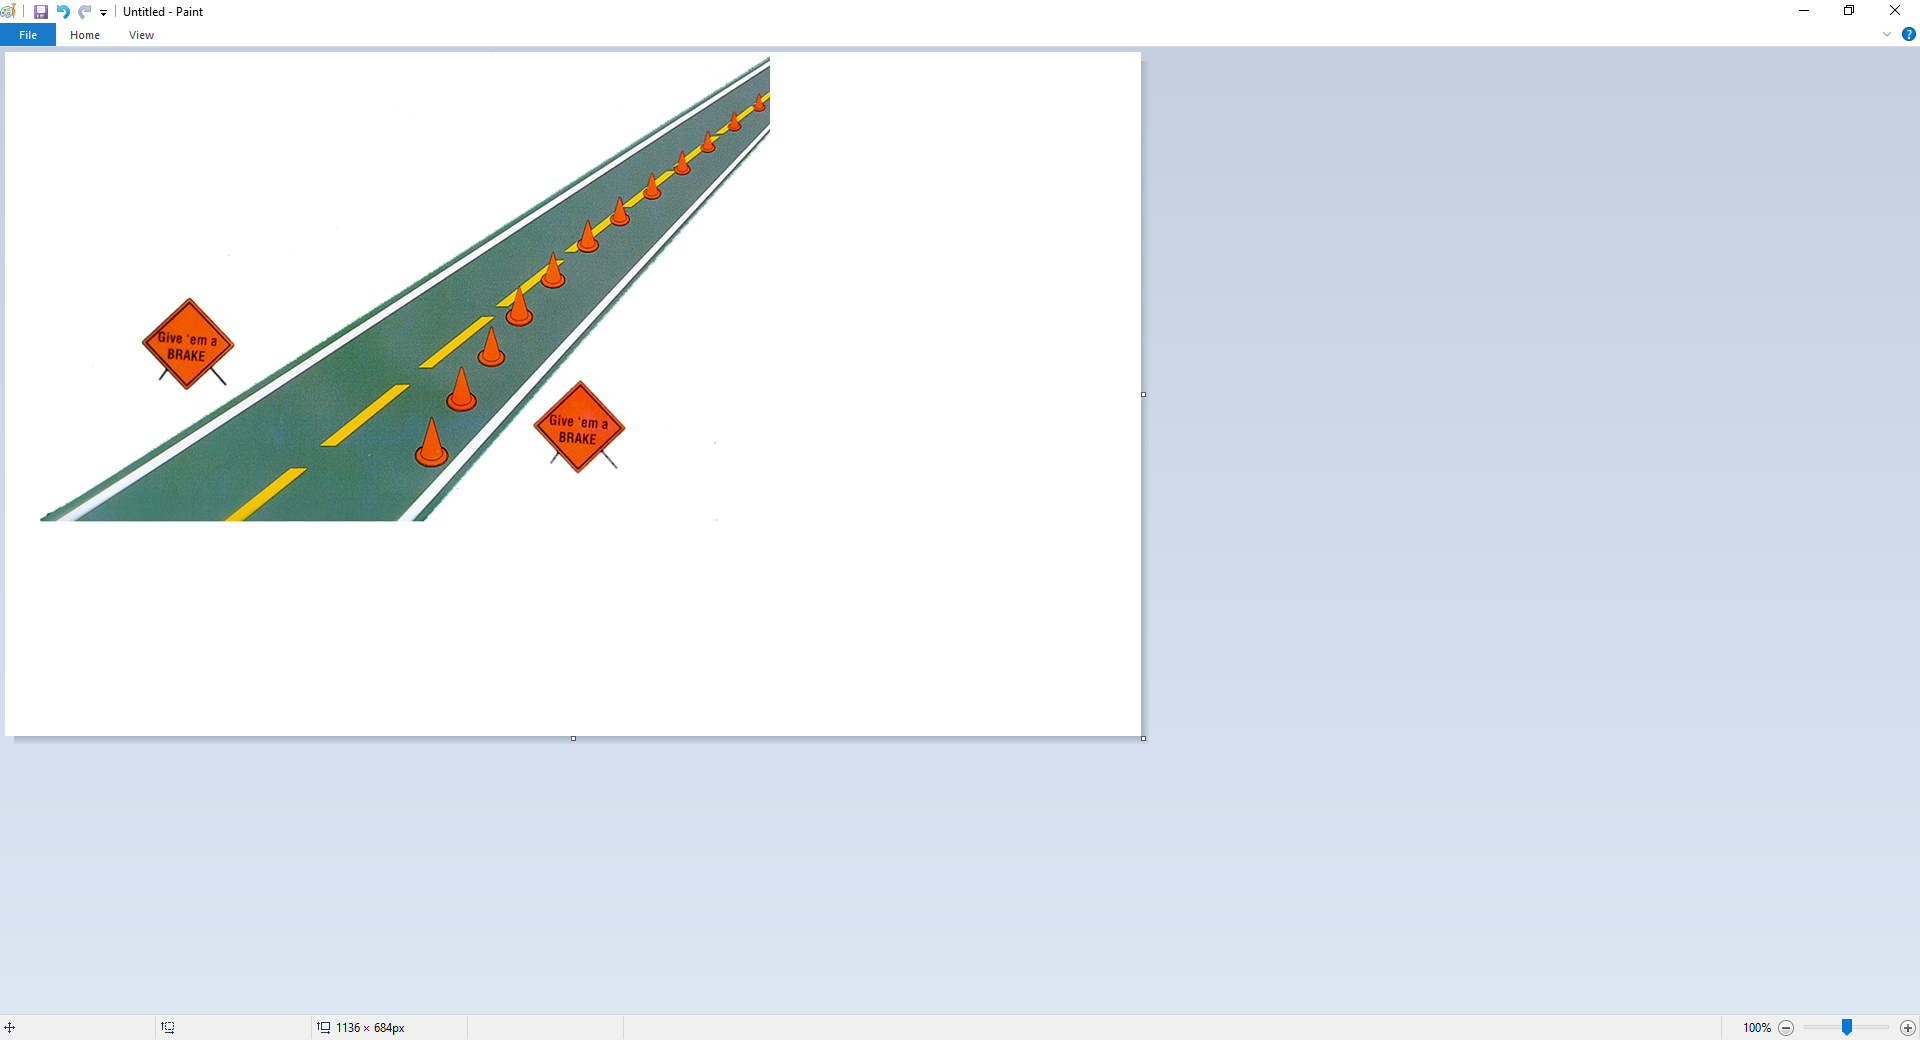 Untitled - Paint
File Home View
Give 'em a
BRAKE
Give 'em a
BRAKE
1136 × 684px
100%